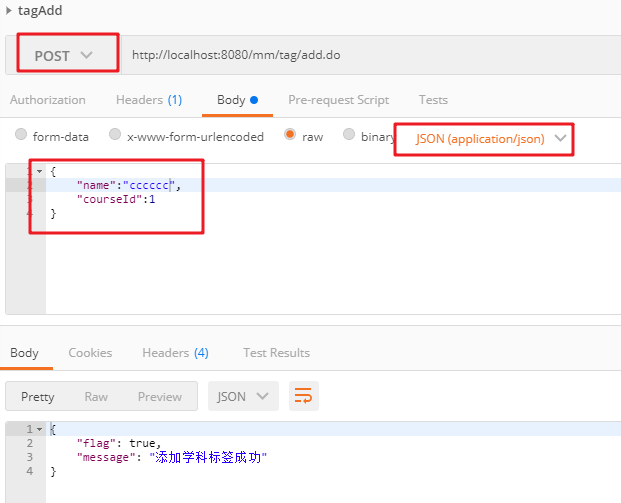 tagAdd
POST http://localhost:8080/mm/tag/add.do
Authorization Headers (1) Body Pre-request Script Tests
form-data x-www-form-urlencoded raw binary JSON (application/json)
1 {
2 "name":"cccccc",
3 "courseId":1
4 }
Body Cookies Headers (4) Test Results
Pretty Raw Preview JSON
1 {
2 "flag": true,
3 "message": "添加学科标签成功"
4 }